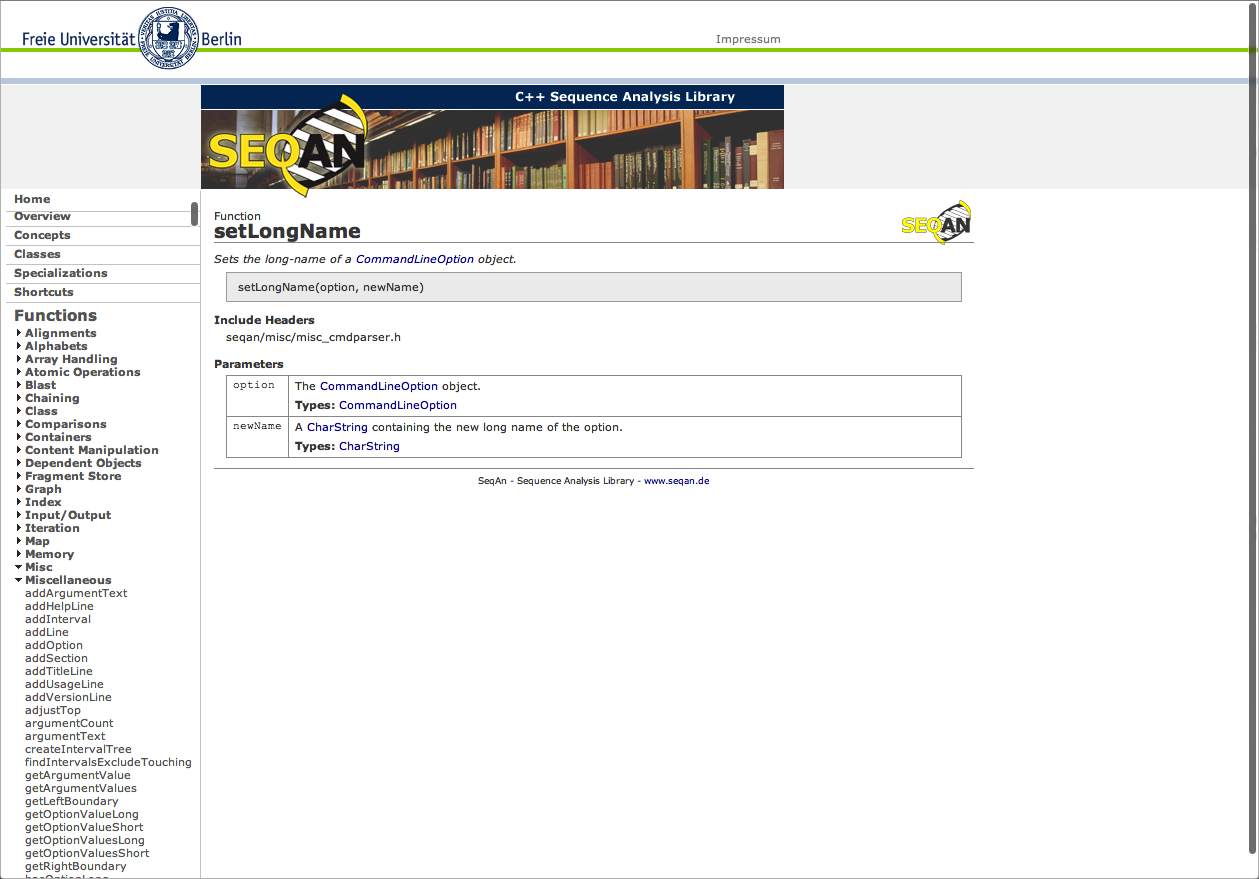 Freie Universität Berlin
Impressum
C++ Sequence Analysis Library
SEQAN
Home
Overview
Concepts
Classes
Specializations
Shortcuts
Functions
Alignments
Alphabets
Array Handling
Atomic Operations
Blast
Chaining
Class
Comparisons
Containers
Content Manipulation
Dependent Objects
Fragment Store
Graph
Index
Input/Output
Iteration
Map
Memory
Misc
Miscellaneous
addArgumentText
addHelpLine
addInterval
addLine
addOption
addSection
addTitleLine
addUsageLine
addVersionLine
adjustTop
argumentCount
argumentText
createIntervalTree
findIntervalsExcludeTouching
getArgumentValue
getArgumentValues
getLeftBoundary
getOptionValueLong
getOptionValueShort
getOptionValuesLong
getOptionValuesShort
getRightBoundary
Function
setLongName
SEQAN
Sets the long-name of a CommandLineOption object.
setLongName(option, newName)
Include Headers
seqan/misc/misc_cmdparser.h
Parameters
option
The CommandLineOption object.
Types: CommandLineOption
newName
A CharString containing the new long name of the option.
Types: CharString
SeqAn - Sequence Analysis Library - www.seqan.de